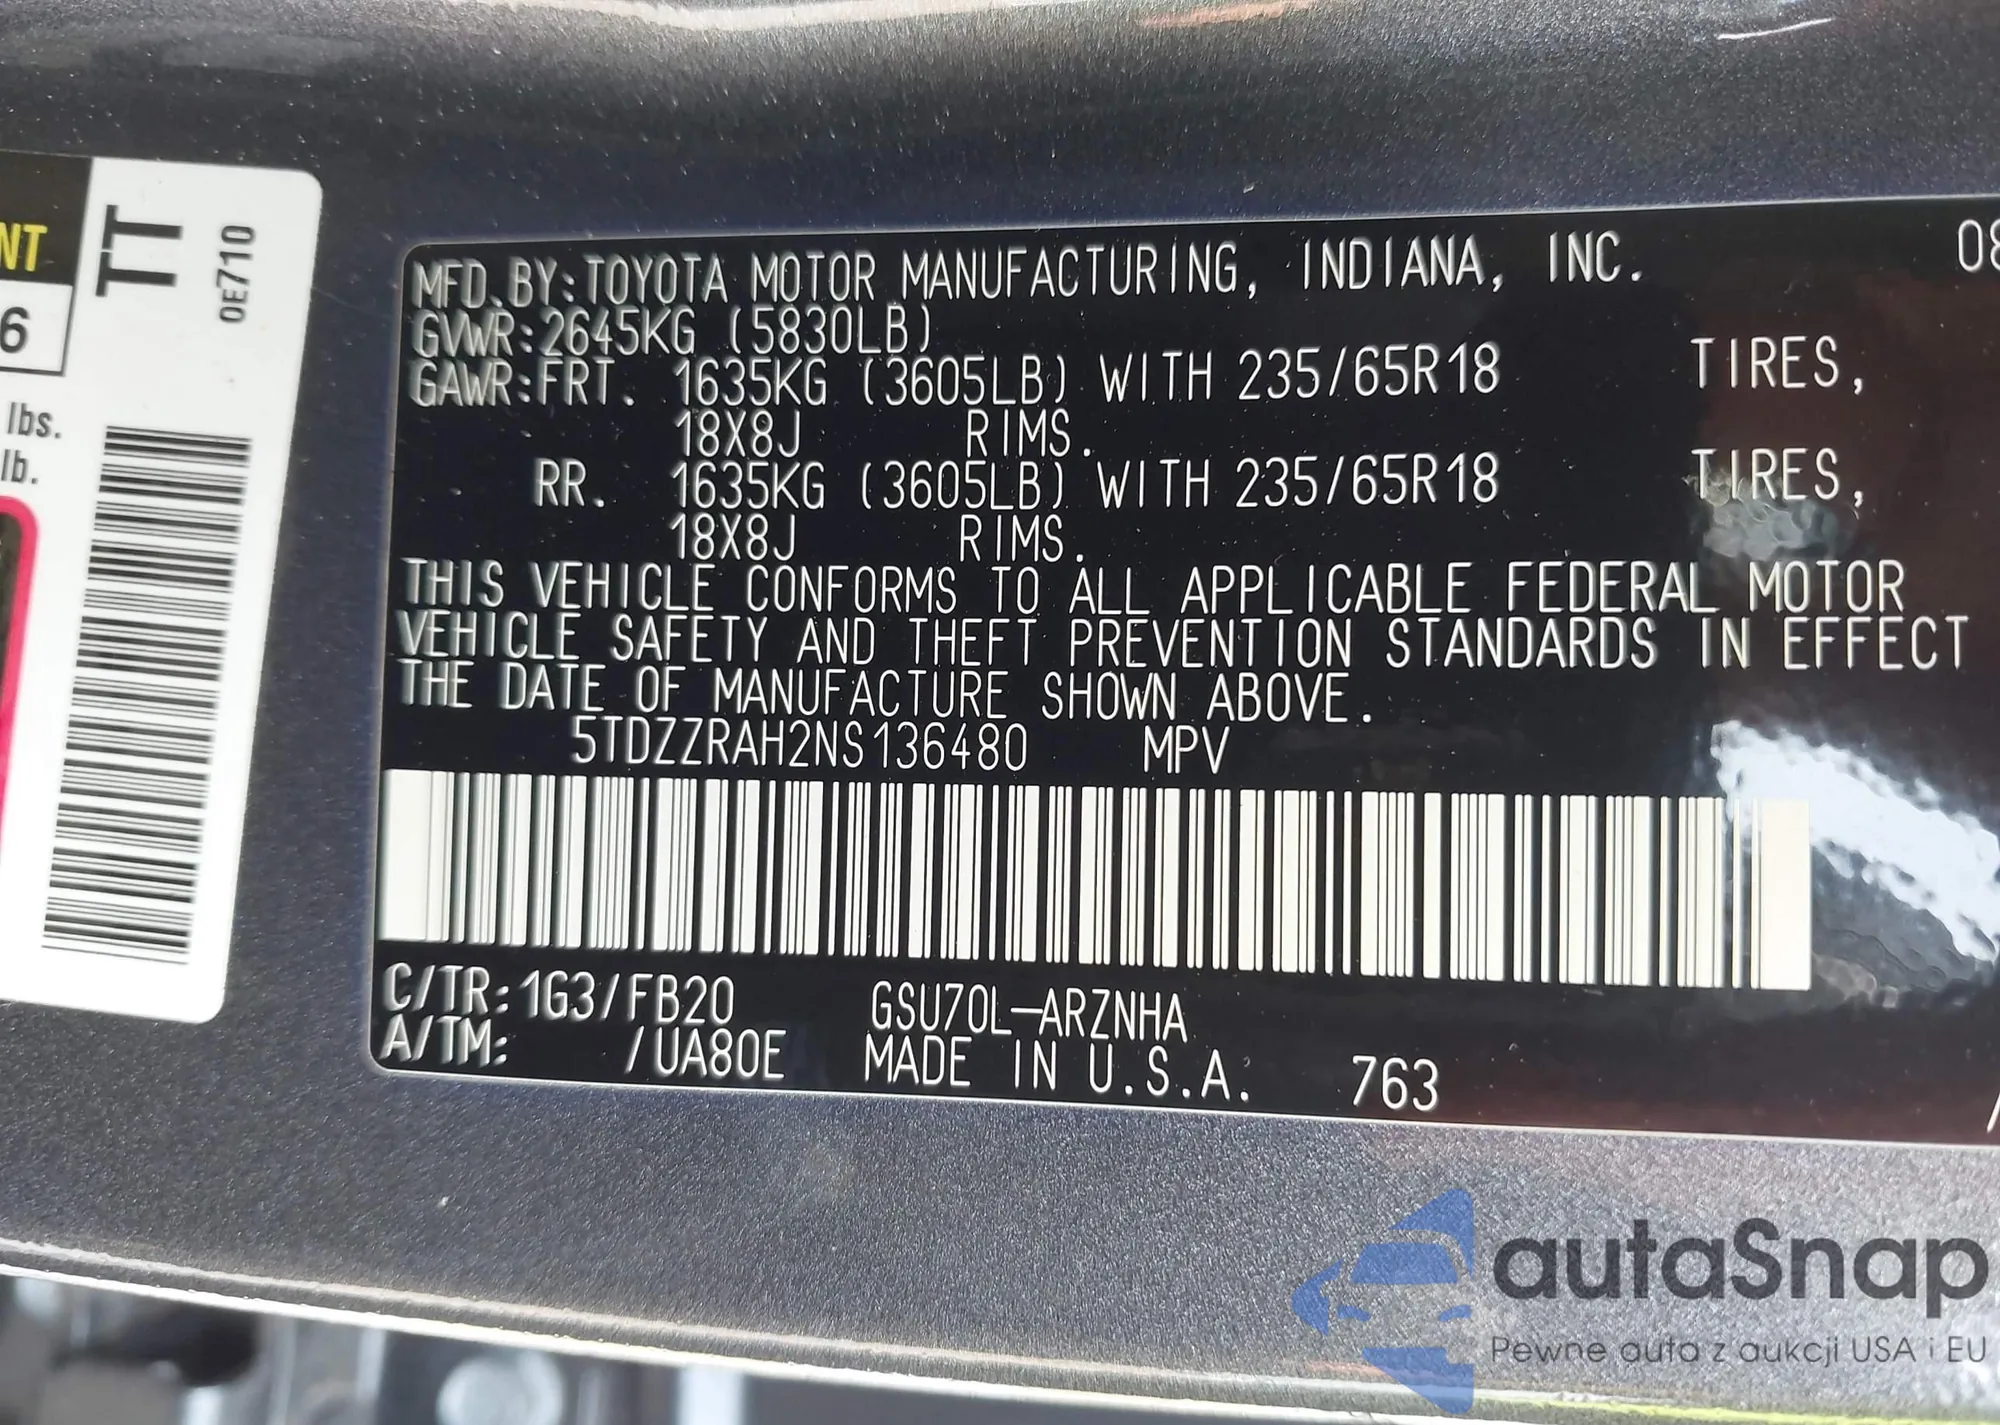 NT
6
lbs.
lb.
TT
0E710
MFD.BY:TOYOTA MOTOR MANUFACTURING, INDIANA, INC. 08
GVWR:2645KG (5830LB)
GAWR:FRT. 1635KG (3605LB) WITH 235/65R18 TIRES,
18X8J RIMS.
RR. 1635KG (3605LB) WITH 235/65R18 TIRES,
18X8J RIMS.
THIS VEHICLE CONFORMS TO ALL APPLICABLE FEDERAL MOTOR
VEHICLE SAFETY AND THEFT PREVENTION STANDARDS IN EFFECT
THE DATE OF MANUFACTURE SHOWN ABOVE.
5TDZZRAH2NS136480 MPV
C/TR:1G3/FB20 GSU70L-ARZNHA
A/TM: /UA80E MADE IN U.S.A. 763
autaSnap
Pewne auta z aukcji USA i EU